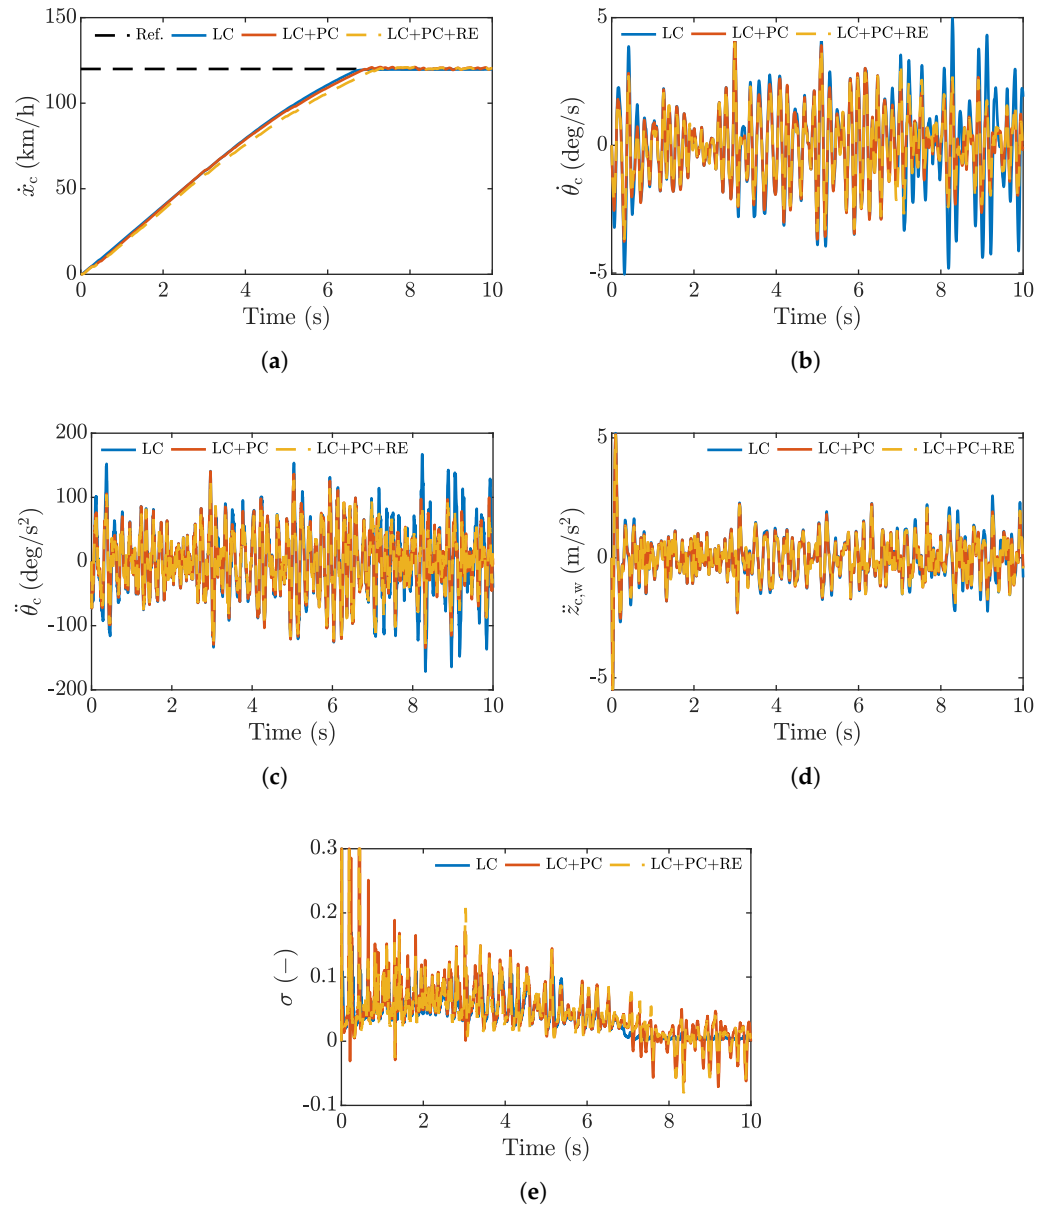 150
100
50
0
ẋc (km/h)
Ref. LC LC+PC LC+PC+RE
0 2 4 6 8 10
Time (s)
(a)
5
0
-5
θ̇c (deg/s)
LC LC+PC LC+PC+RE
0 2 4 6 8 10
Time (s)
(b)
200
100
0
-100
-200
θ̈c (deg/s²)
LC LC+PC LC+PC+RE
0 2 4 6 8 10
Time (s)
(c)
5
0
-5
z̈c,w (m/s²)
LC LC+PC LC+PC+RE
0 2 4 6 8 10
Time (s)
(d)
0.3
0.2
0.1
0
-0.1
σ (−)
LC LC+PC LC+PC+RE
0 2 4 6 8 10
Time (s)
(e)